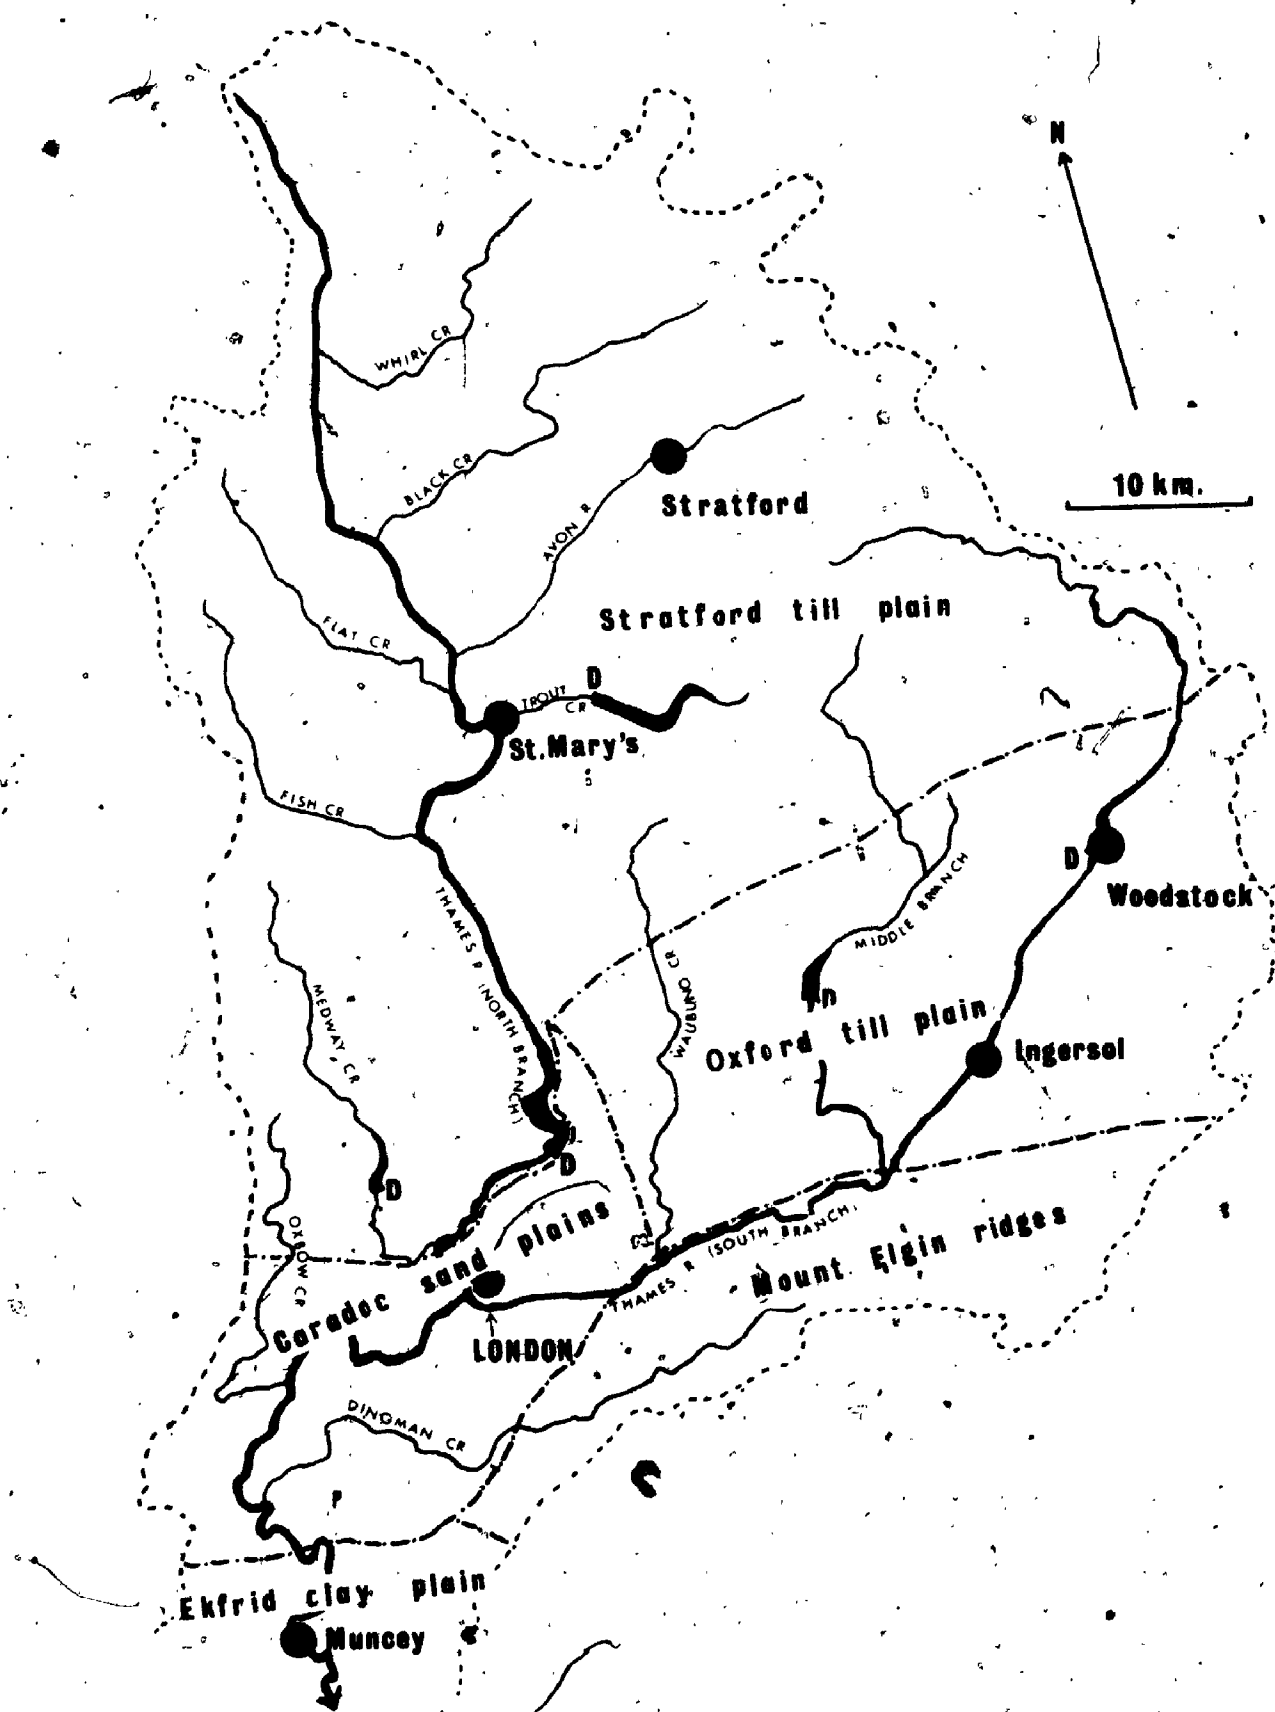 N
WHIRL CR
BLACK CR
Stratford
10 km.
AVON R
Stratford till plain
FLAT CR
D
TROUT
CR
St.Mary's
FISH CR
D
Woodstock
THAMES R (NORTH BRANCH)
MIDDLE BRANCH
WAUBUNO CR
D
MEDWAY CR
Oxford till plain
Ingersol
D
D
OXBOW CR
Caradoc sand plains
THAMES R (SOUTH BRANCH)
Mount Elgin ridges
LONDON
DINGMAN CR
Ekfrid clay plain
Muncey